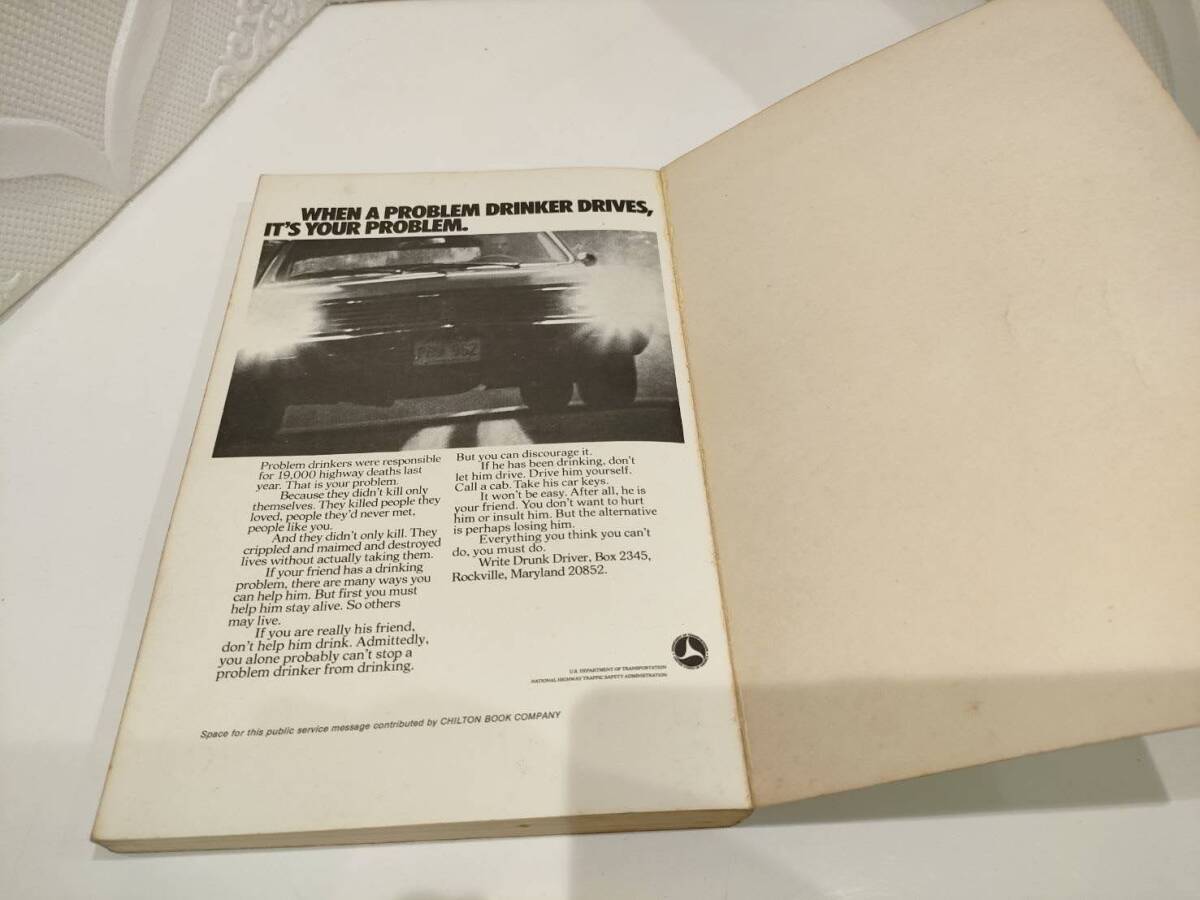 WHEN A PROBLEM DRINKER DRIVES,
IT'S YOUR PROBLEM.
Problem drinkers were responsible
for 19,000 highway deaths last
year. That is your problem.
Because they didn't kill only
themselves. They killed people they
loved, people they'd never met,
people like you.
And they didn't only kill. They
crippled and maimed and destroyed
lives without actually taking them.
If your friend has a drinking
problem, there are many ways you
can help him. But first you must
help him stay alive. So others
may live.
If you are really his friend,
don't help him drink. Admittedly,
you alone probably can't stop a
problem drinker from drinking.
But you can discourage it.
If he has been drinking, don't
let him drive. Drive him yourself.
Call a cab. Take his car keys.
It won't be easy. After all, he is
your friend. You don't want to hurt
him or insult him. But the alternative
is perhaps losing him.
Everything you think you can't
do, you must do.
Write Drunk Driver, Box 2345,
Rockville, Maryland 20852.
U.S. DEPARTMENT OF TRANSPORTATION
NATIONAL HIGHWAY TRAFFIC SAFETY ADMINISTRATION
Space for this public service message contributed by CHILTON BOOK COMPANY